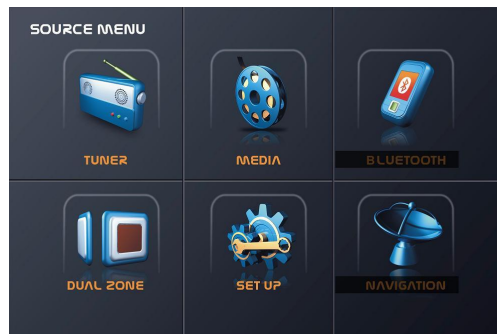 SOURCE MENU
TUNER
MEDIA
BLUETOOTH
DUAL ZONE
SET UP
NAVIGATION